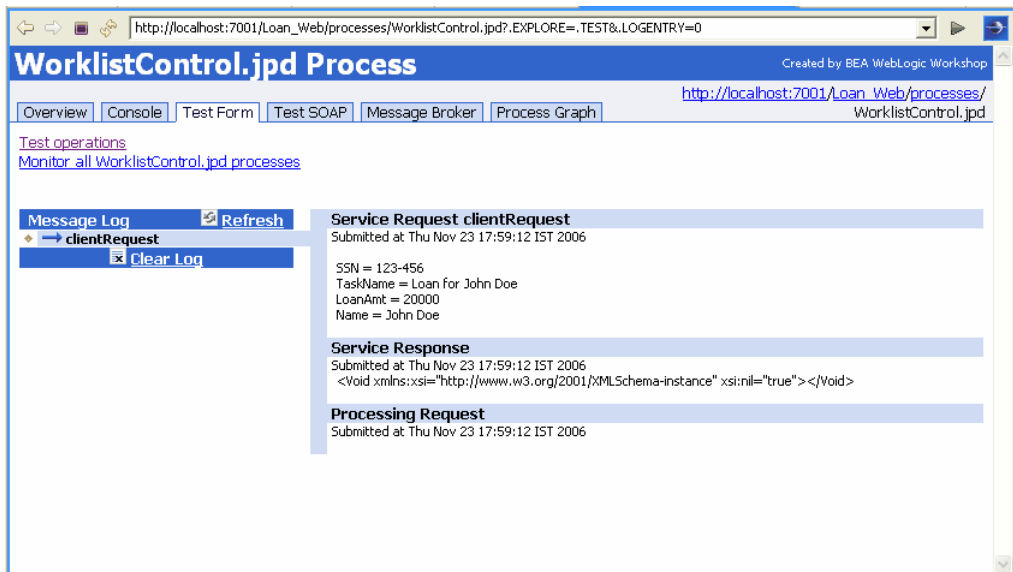 http://localhost:7001/Loan_Web/processes/WorklistControl.jpd?.EXPLORE=.TEST&.LOGENTRY=0
WorklistControl.jpd Process
Created by BEA WebLogic Workshop
http://localhost:7001/Loan_Web/processes/
WorklistControl.jpd
Overview Console Test Form Test SOAP Message Broker Process Graph
Test operations
Monitor all WorklistControl.jpd processes
Message Log Refresh
clientRequest
Clear Log
Service Request clientRequest
Submitted at Thu Nov 23 17:59:12 IST 2006
SSN = 123-456
TaskName = Loan for John Doe
LoanAmt = 20000
Name = John Doe
Service Response
Submitted at Thu Nov 23 17:59:12 IST 2006
<Void xmlns:xsi="http://www.w3.org/2001/XMLSchema-instance" xsi:nil="true"></Void>
Processing Request
Submitted at Thu Nov 23 17:59:12 IST 2006